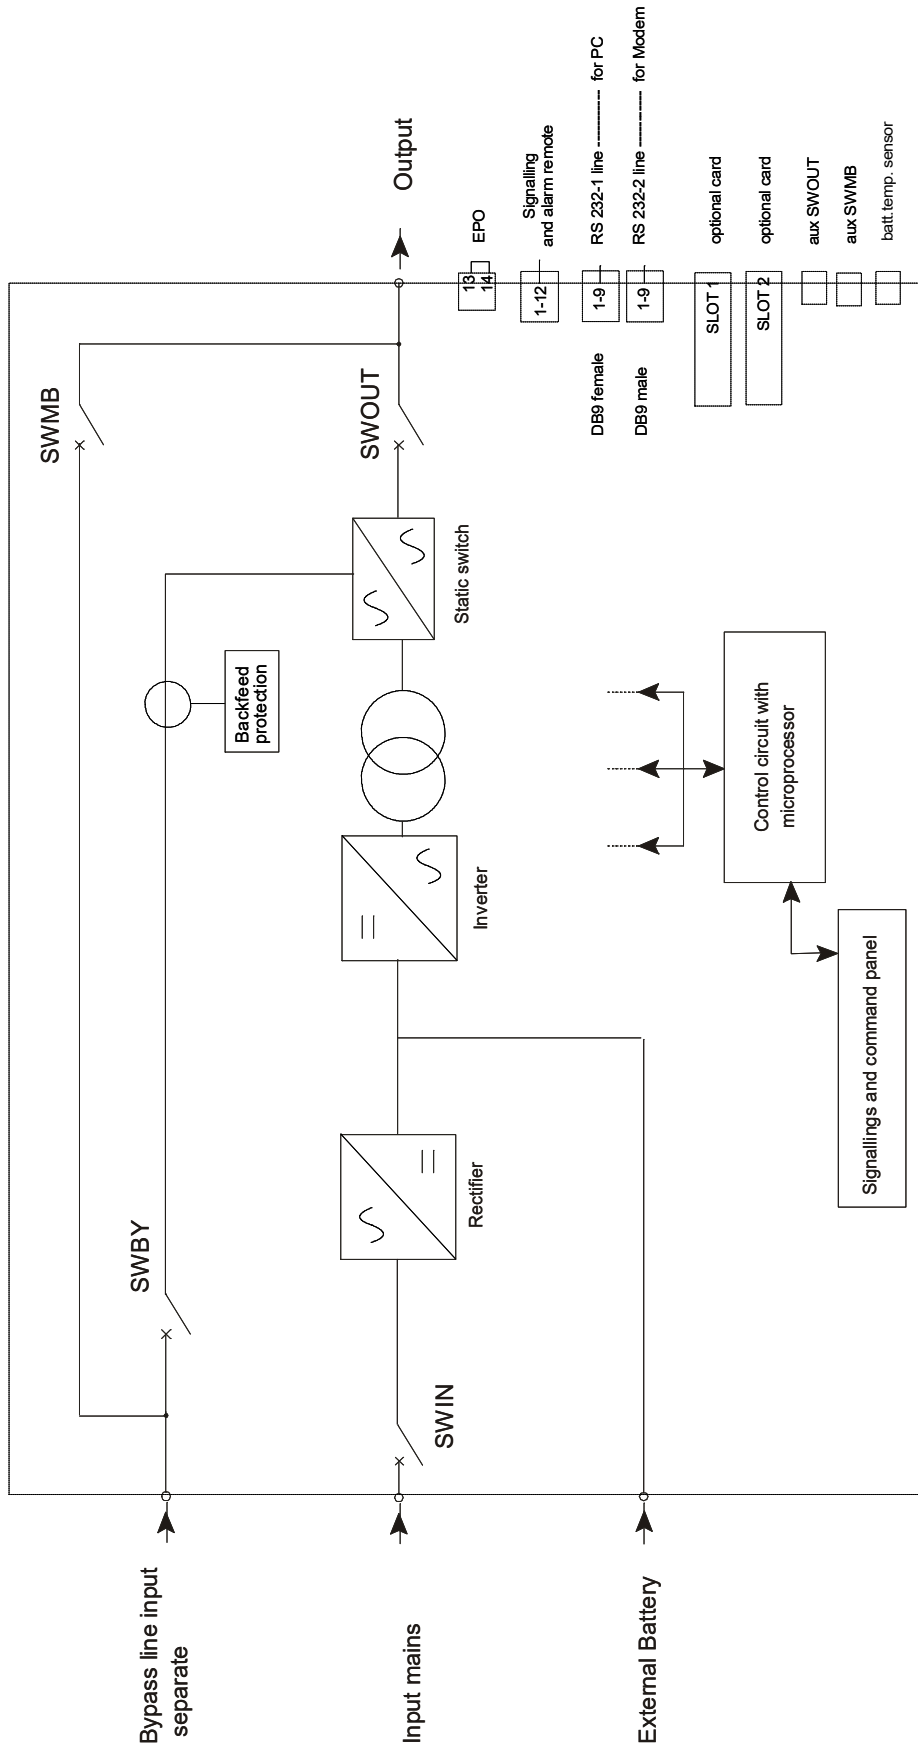 Bypass line input
separate
Input mains
External Battery
SWMB
SWBY
SWIN
SWOUT
Backfeed
protection
Rectifier
Inverter
Static switch
Output
Control circuit with
microprocessor
Signallings and command panel
13
14
EPO
1-12
Signalling
and alarm remote
DB9 female
1-9
RS 232-1 line ------------- for PC
DB9 male
1-9
RS 232-2 line ----------- for Modem
SLOT 1
optional card
SLOT 2
optional card
aux SWOUT
aux SWMB
batt.temp. sensor